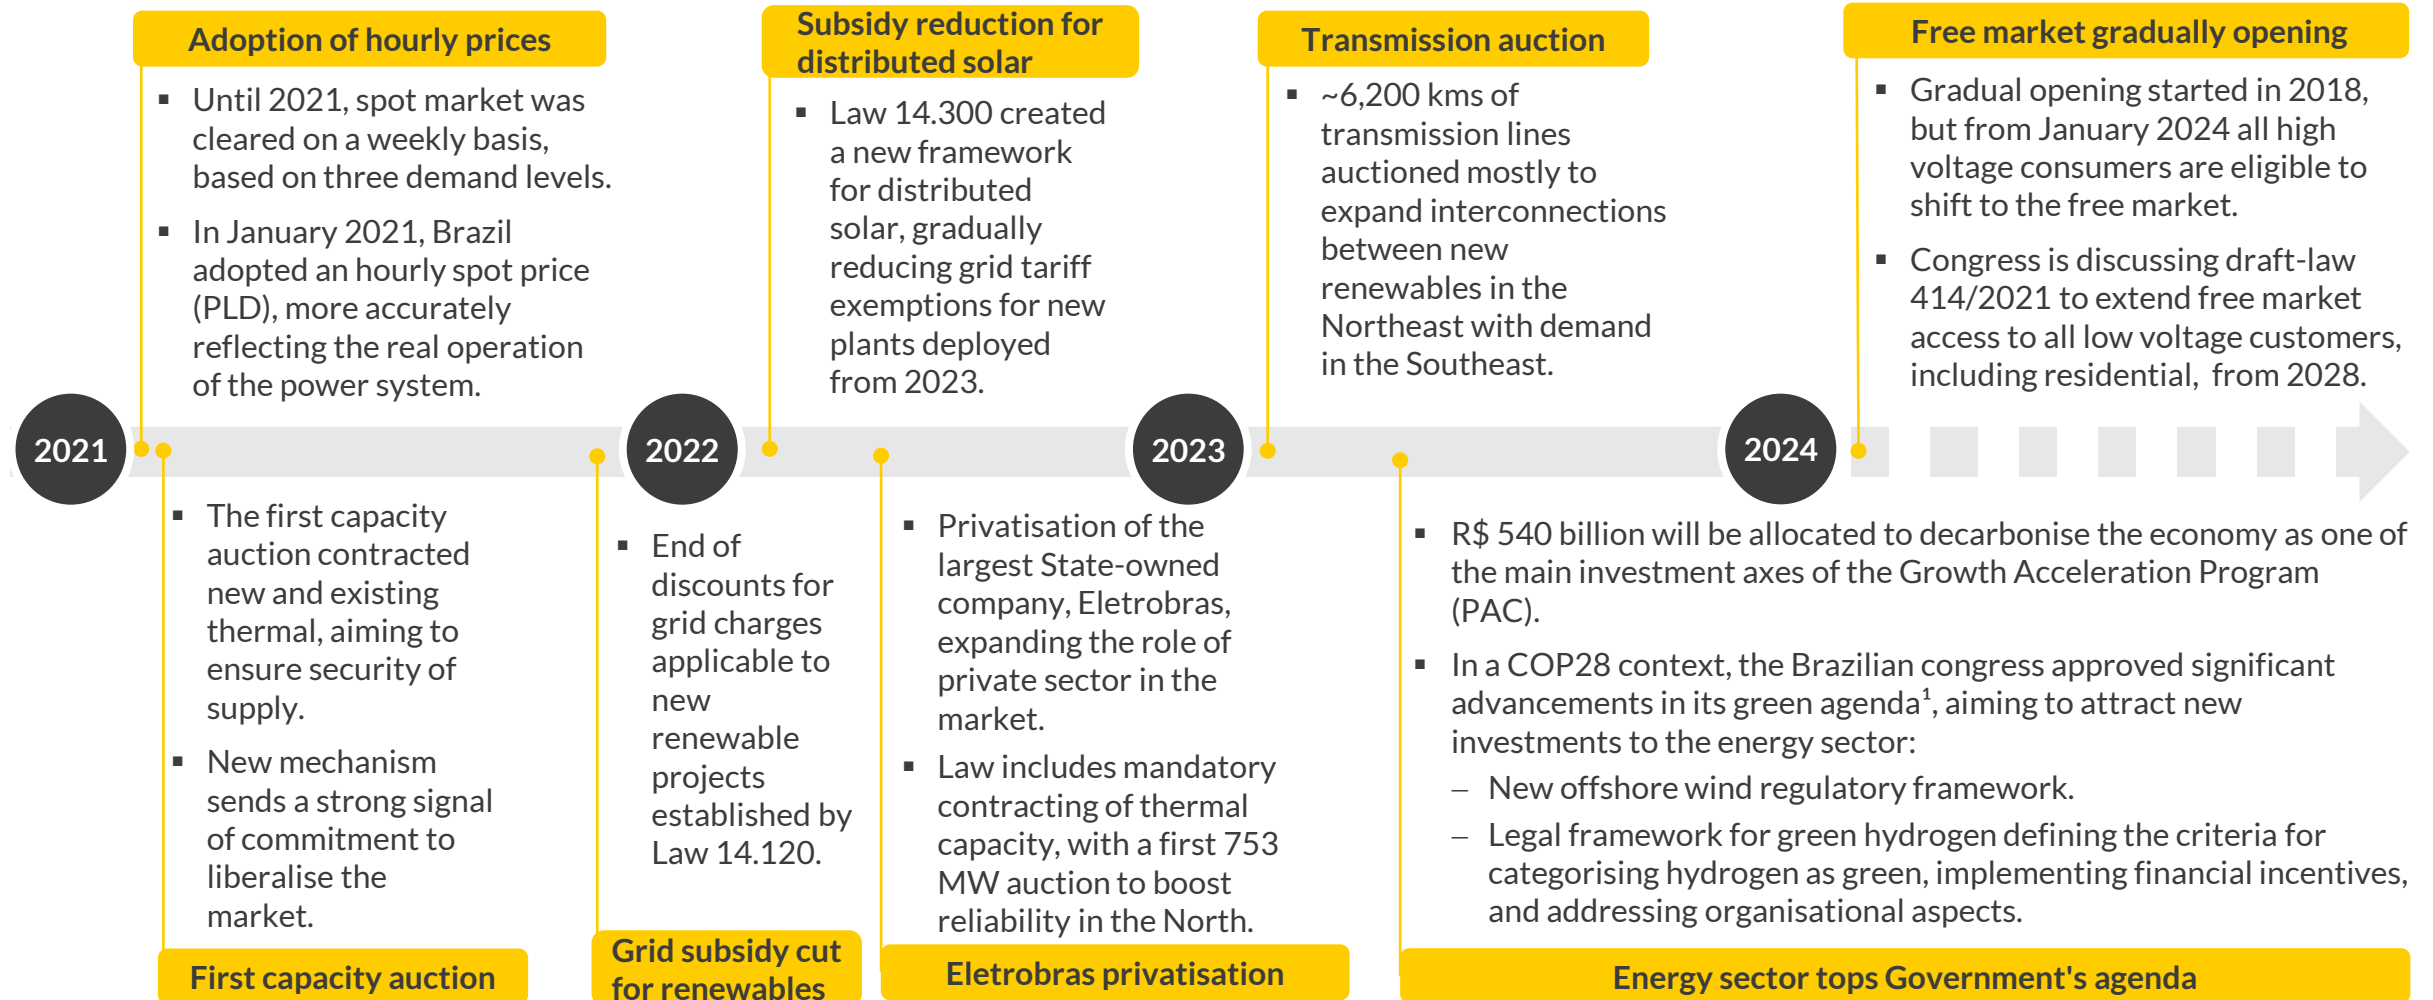 Adoption of hourly prices
▪ Until 2021, spot market was
cleared on a weekly basis,
based on three demand levels.
▪ In January 2021, Brazil
adopted an hourly spot price
(PLD), more accurately
reflecting the real operation
of the power system.
Subsidy reduction for
distributed solar
▪ Law 14.300 created
a new framework
for distributed
solar, gradually
reducing grid tariff
exemptions for new
plants deployed
from 2023.
Transmission auction
▪ ~6,200 kms of
transmission lines
auctioned mostly to
expand interconnections
between new
renewables in the
Northeast with demand
in the Southeast.
Free market gradually opening
▪ Gradual opening started in 2018,
but from January 2024 all high
voltage consumers are eligible to
shift to the free market.
▪ Congress is discussing draft-law
414/2021 to extend free market
access to all low voltage customers,
including residential, from 2028.
2021
2022
2023
2024
▪ The first capacity
auction contracted
new and existing
thermal, aiming to
ensure security of
supply.
▪ New mechanism
sends a strong signal
of commitment to
liberalise the
market.
First capacity auction
▪ End of
discounts for
grid charges
applicable to
new
renewable
projects
established by
Law 14.120.
Grid subsidy cut
for renewables
▪ Privatisation of the
largest State-owned
company, Eletrobras,
expanding the role of
private sector in the
market.
▪ Law includes mandatory
contracting of thermal
capacity, with a first 753
MW auction to boost
reliability in the North.
Eletrobras privatisation
▪ R$ 540 billion will be allocated to decarbonise the economy as one of
the main investment axes of the Growth Acceleration Program
(PAC).
▪ In a COP28 context, the Brazilian congress approved significant
advancements in its green agenda¹, aiming to attract new
investments to the energy sector:
– New offshore wind regulatory framework.
– Legal framework for green hydrogen defining the criteria for
categorising hydrogen as green, implementing financial incentives,
and addressing organisational aspects.
Energy sector tops Government's agenda